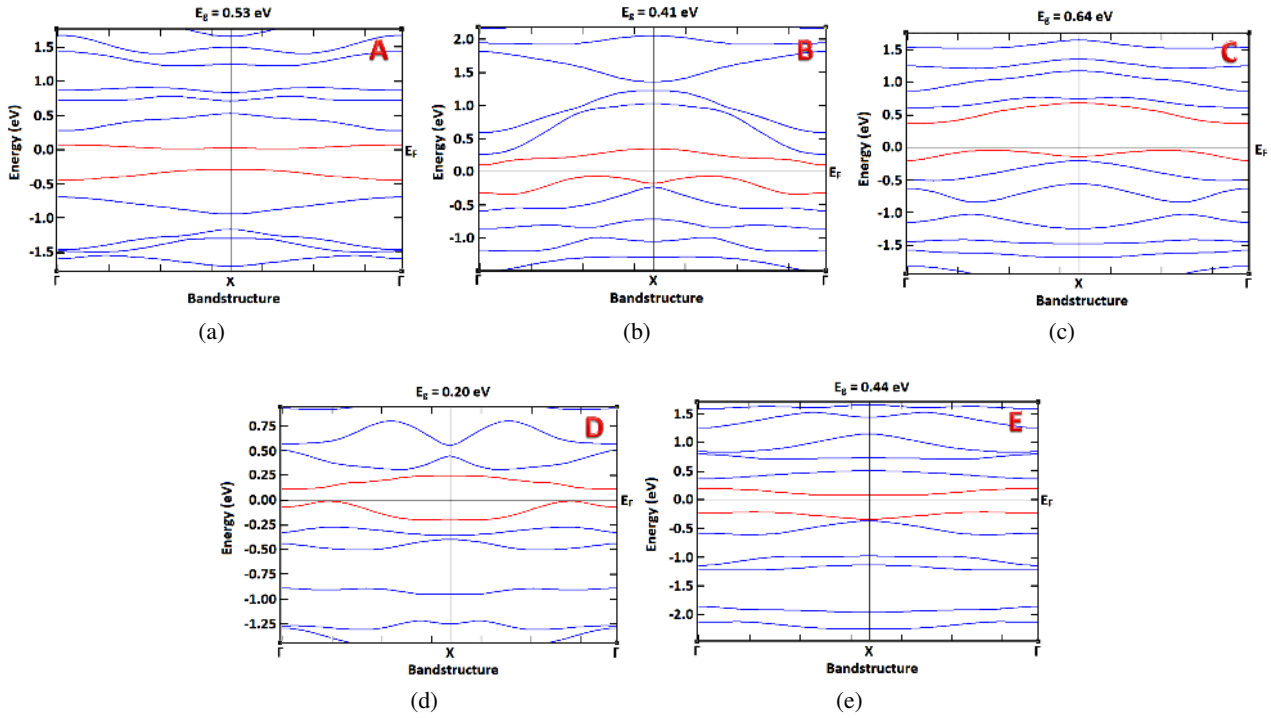 E_g = 0.53 eV
A
Energy (eV)
1.5
1.0
0.5
0.0
-0.5
-1.0
-1.5
E_F
Γ X Γ
Bandstructure
(a)
E_g = 0.41 eV
B
Energy (eV)
2.0
1.5
1.0
0.5
0.0
-0.5
-1.0
E_F
Γ X Γ
Bandstructure
(b)
E_g = 0.64 eV
C
Energy (eV)
1.5
1.0
0.5
0.0
-0.5
-1.0
-1.5
E_F
Γ X Γ
Bandstructure
(c)
E_g = 0.20 eV
D
Energy (eV)
0.75
0.50
0.25
0.00
-0.25
-0.50
-0.75
-1.00
-1.25
E_F
Γ X Γ
Bandstructure
(d)
E_g = 0.44 eV
E
Energy (eV)
1.5
1.0
0.5
0.0
-0.5
-1.0
-1.5
-2.0
E_F
Γ X Γ
Bandstructure
(e)